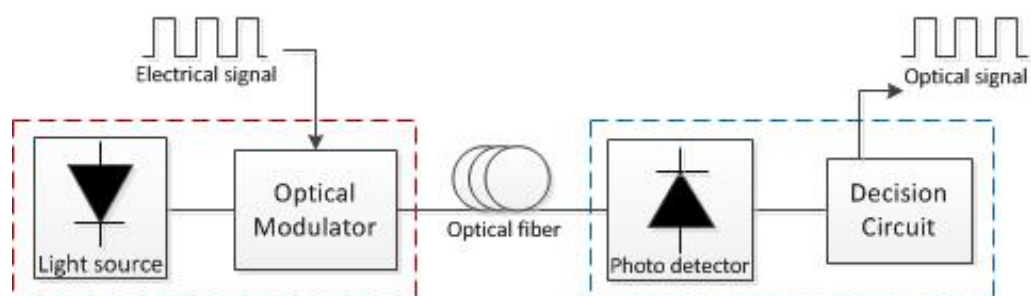 Electrical signal
Optical signal
Light source
Optical
Modulator
Optical fiber
Photo detector
Decision
Circuit